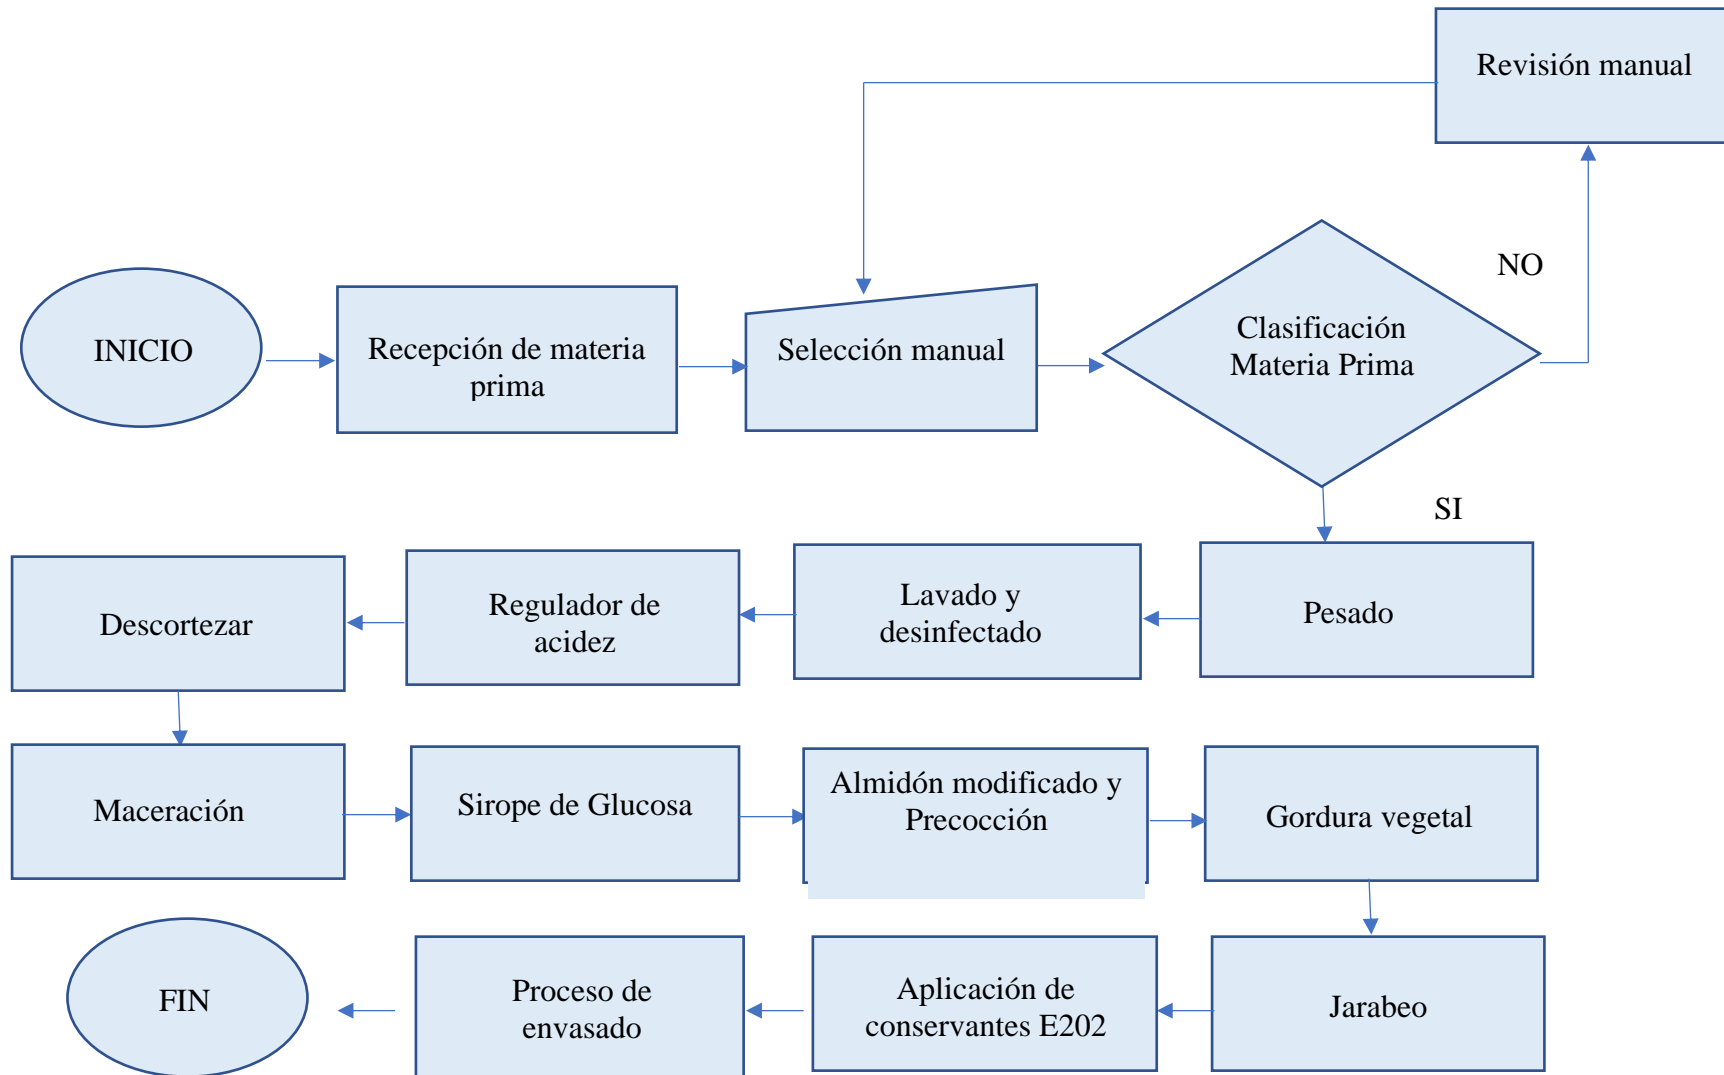 Revisión manual
NO
INICIO
Recepción de materia
prima
Selección manual
Clasificación
Materia Prima
SI
Descortezar
Regulador de
acidez
Lavado y
desinfectado
Pesado
Maceración
Sirope de Glucosa
Almidón modificado y
Precocción
Gordura vegetal
FIN
Proceso de
envasado
Aplicación de
conservantes E202
Jarabeo